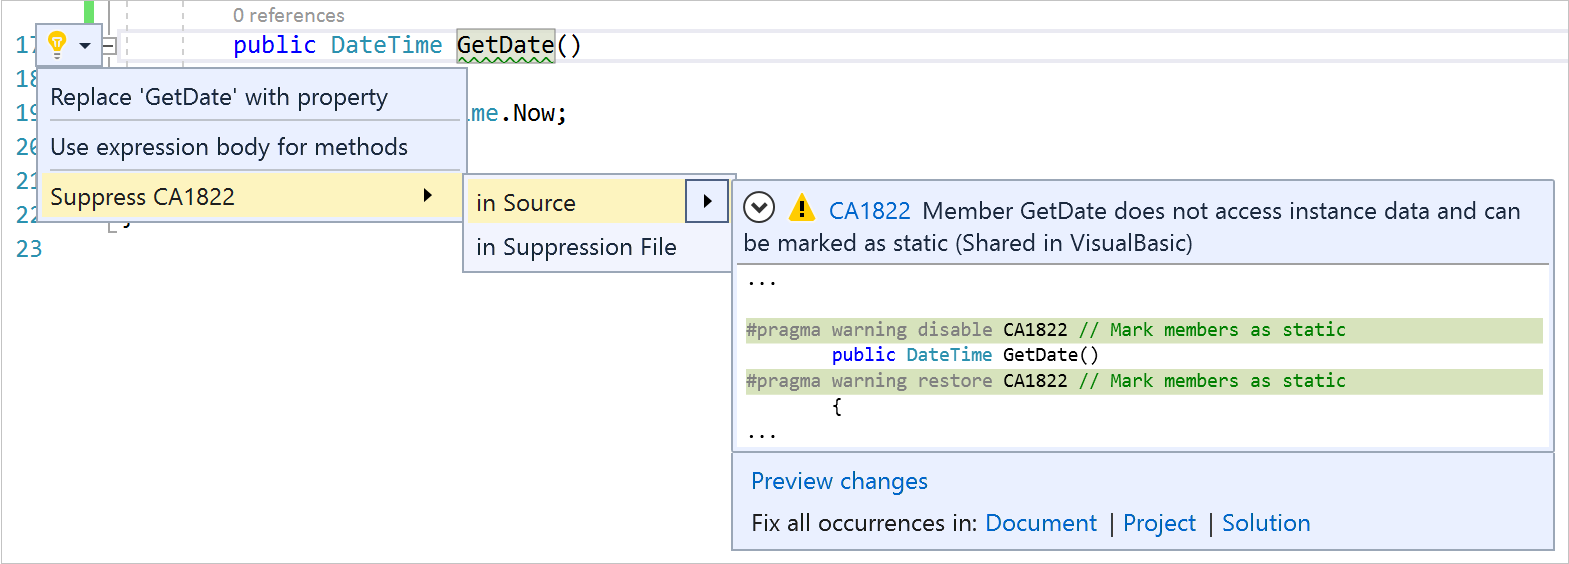 0 references
17 public DateTime GetDate()
18
Replace 'GetDate' with property
19 me.Now;
20
Use expression body for methods
21
Suppress CA1822
22 }
23
in Source
in Suppression File
CA1822 Member GetDate does not access instance data and can
be marked as static (Shared in VisualBasic)
...
#pragma warning disable CA1822 // Mark members as static
public DateTime GetDate()
#pragma warning restore CA1822 // Mark members as static
{
...
Preview changes
Fix all occurrences in: Document | Project | Solution